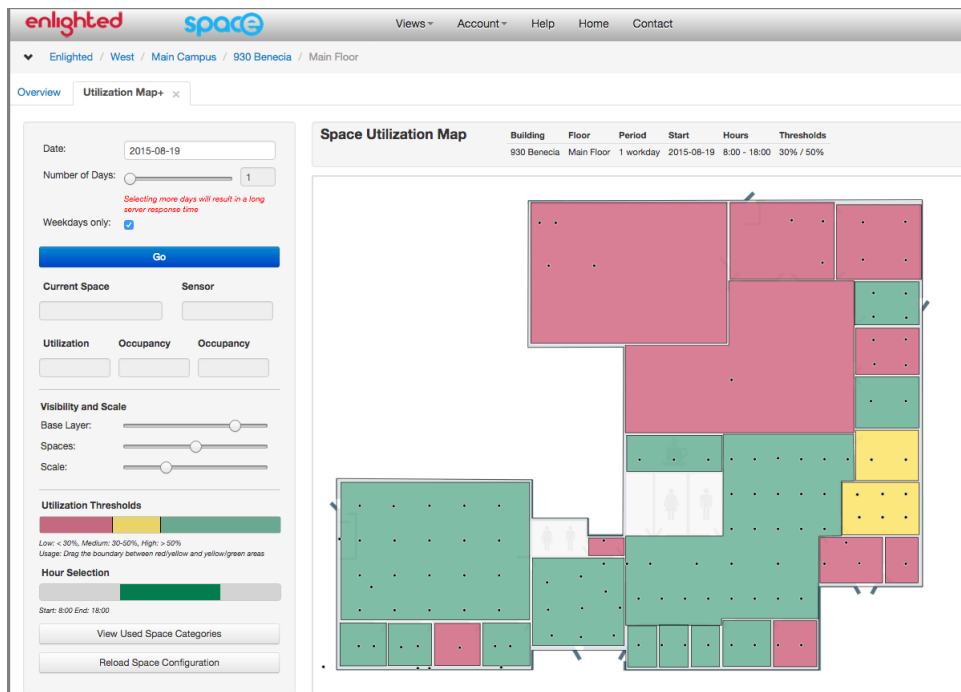 enlighted space Views Account Help Home Contact
Enlighted / West / Main Campus / 930 Benecia / Main Floor
Overview Utilization Map+ ×
Date: 2015-08-19
Number of Days: 1
Selecting more days will result in a long
server response time
Weekdays only:
Go
Current Space Sensor
Utilization Occupancy Occupancy
Visibility and Scale
Base Layer:
Spaces:
Scale:
Utilization Thresholds
Low: < 30%, Medium: 30-50%, High: > 50%
Usage: Drag the boundary between red/yellow and yellow/green areas
Hour Selection
Start: 8:00 End: 18:00
View Used Space Categories
Reload Space Configuration
Space Utilization Map
Building Floor Period Start Hours Thresholds
930 Benecia Main Floor 1 workday 2015-08-19 8:00 - 18:00 30% / 50%